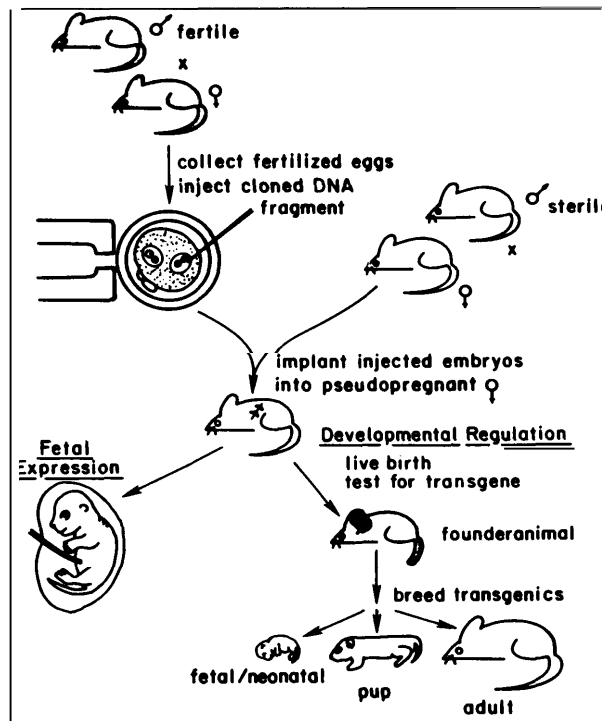 ♂ fertile
x
♀
collect fertilized eggs
inject cloned DNA
fragment
♂ sterile
x
♀
implant injected embryos
into pseudopregnant ♀
Fetal
Expression
Developmental Regulation
live birth
test for transgene
founderanimal
breed transgenics
fetal/neonatal
pup
adult